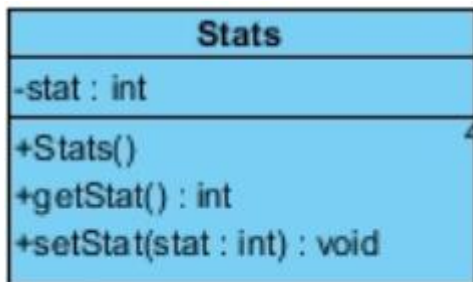 Stats
-stat : int
+Stats()
+getStat() : int
+setStat(stat : int) : void